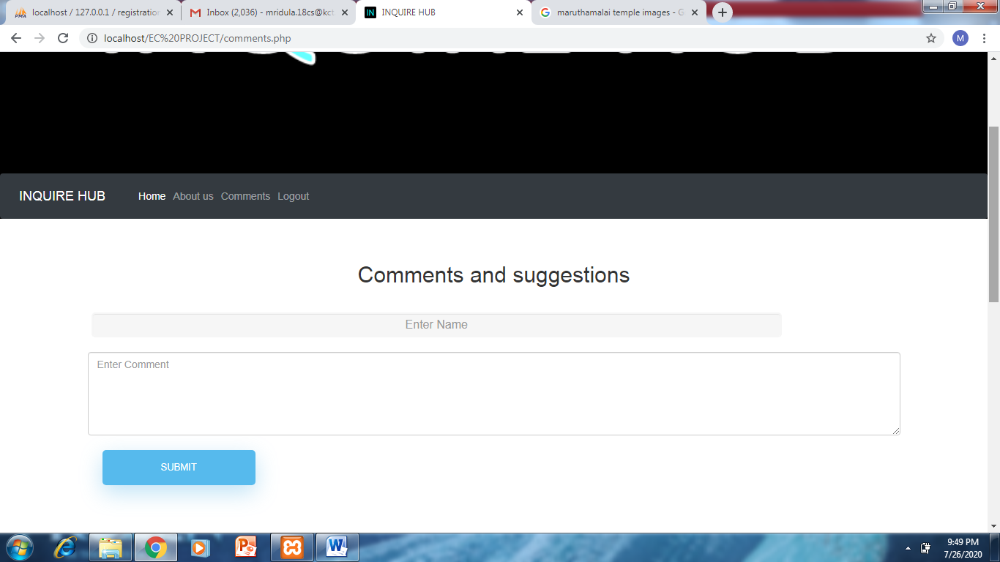 localhost / 127.0.0.1 / registration
Inbox (2,036) - mridula.18cs@kct
IN INQUIRE HUB
maruthamalai temple images - G
localhost/EC%20PROJECT/comments.php
M
INQUIRE HUB Home About us Comments Logout
Comments and suggestions
Enter Name
Enter Comment
SUBMIT
9:49 PM
7/26/2020